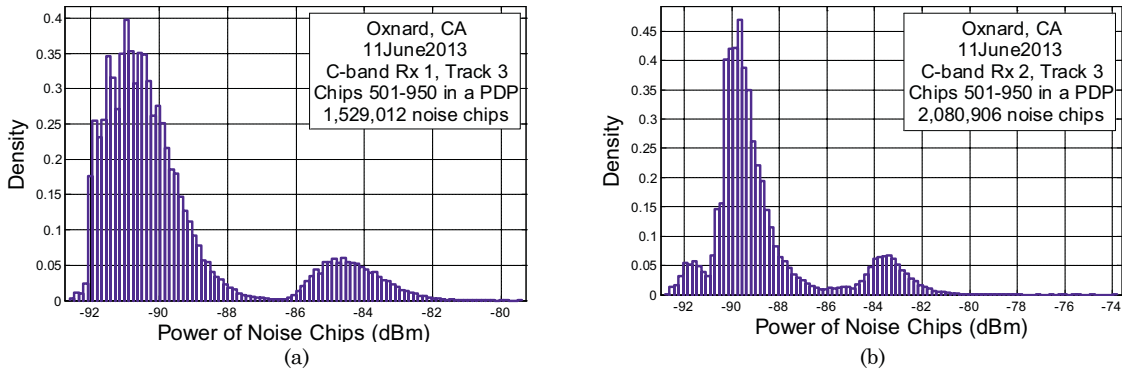 0.4
0.35
0.3
0.25
0.2
0.15
0.1
0.05
0
Density
Oxnard, CA
11June2013
C-band Rx 1, Track 3
Chips 501-950 in a PDP
1,529,012 noise chips
-92 -90 -88 -86 -84 -82 -80
Power of Noise Chips (dBm)
(a)
0.45
0.4
0.35
0.3
0.25
0.2
0.15
0.1
0.05
0
Density
Oxnard, CA
11June2013
C-band Rx 2, Track 3
Chips 501-950 in a PDP
2,080,906 noise chips
-92 -90 -88 -86 -84 -82 -80 -78 -76 -74
Power of Noise Chips (dBm)
(b)